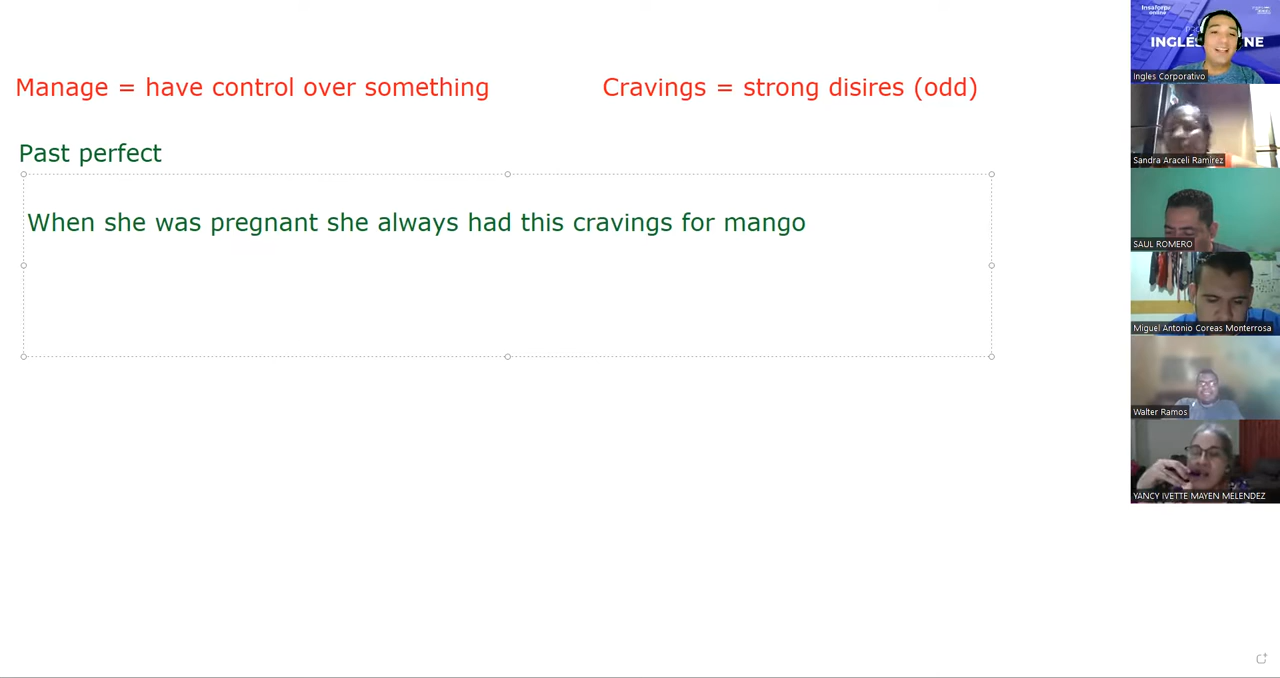 Manage = have control over something
Cravings = strong disires (odd)
Past perfect
When she was pregnant she always had this cravings for mango
INGLÉS
NE
Ingles Corporativo
Sandra Araceli Ramirez
SAUL ROMERO
Miguel Antonio Coreas Monterrosa
Walter Ramos
YANCY IVETTE MAYEN MELENDEZ